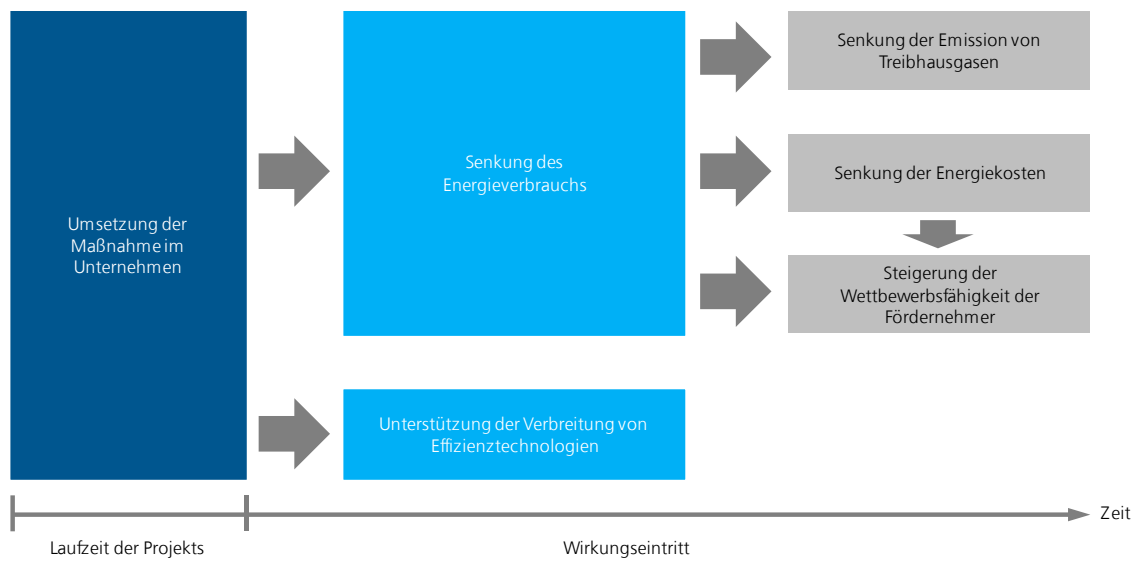 Umsetzung der
Maßnahme im
Unternehmen
Senkung des
Energieverbrauchs
Unterstützung der Verbreitung von
Effizienztechnologien
Senkung der Emission von
Treibhausgasen
Senkung der Energiekosten
Steigerung der
Wettbewerbsfähigkeit der
Fördernehmer
Zeit
Laufzeit der Projekts
Wirkungseintritt